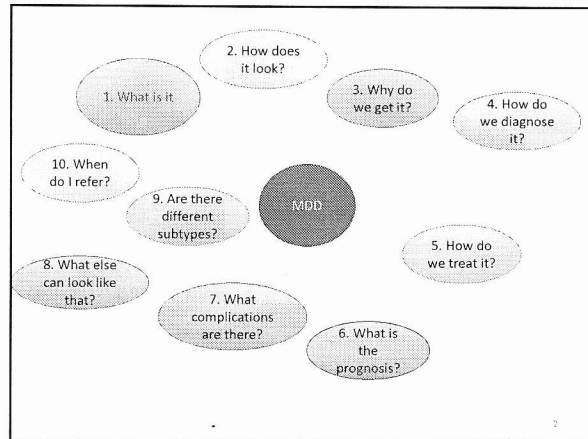 1. What is it
2. How does
it look?
3. Why do
we get it?
4. How do
we diagnose
it?
MDD
5. How do
we treat it?
6. What is
the
prognosis?
7. What
complications
are there?
8. What else
can look like
that?
9. Are there
different
subtypes?
10. When
do I refer?
2